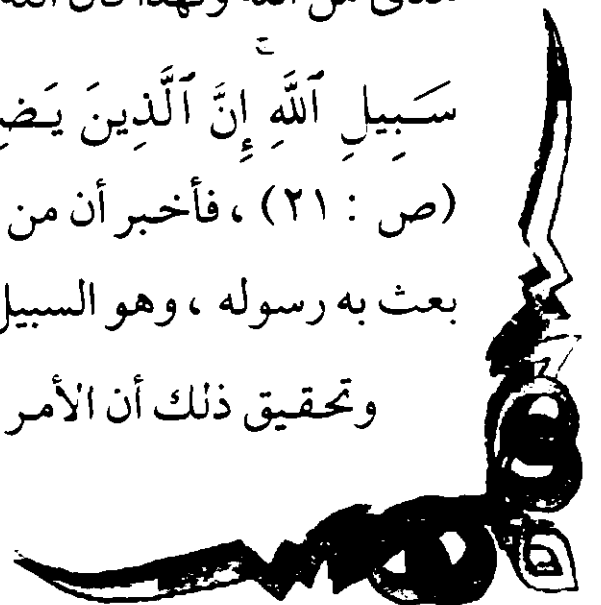 سَبِيلِ ٱللَّهِ ۚ إِنَّ ٱلَّذِينَ
(ص : ٢١) ، فأخبر أن من
بعث به رسوله ، وهو السبيل
وتحقيق ذلك أن الأمر